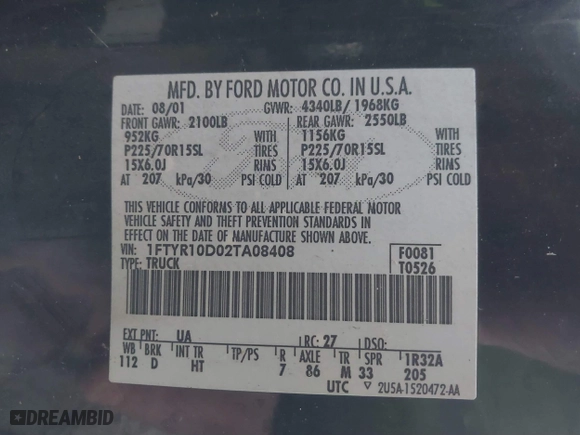 MFD. BY FORD MOTOR CO. IN U.S.A.
DATE: 08/01 GVWR: 4340LB/ 1968KG
FRONT GAWR: 2100LB REAR GAWR: 2550LB
952KG WITH 1156KG WITH
P225/70R15SL TIRES P225/70R15SL TIRES
15X6.0J RIMS 15X6.0J RIMS
AT 207 kPa/30 PSI COLD AT 207 kPa/30 PSI COLD
THIS VEHICLE CONFORMS TO ALL APPLICABLE FEDERAL MOTOR
VEHICLE SAFETY AND THEFT PREVENTION STANDARDS IN
EFFECT ON THE DATE OF MANUFACTURE SHOWN ABOVE.
VIN: 1FTYR10D02TA08408 F0081
TYPE: TRUCK T0526
EXT PNT: UA RC: 27 DSO:
WB BRK INT TR TP/PS R AXLE TR SPR 1R32A
112 D HT 7 86 M 33 205
UTC ▽ 2U5A-1520472-AA
DREAMBID